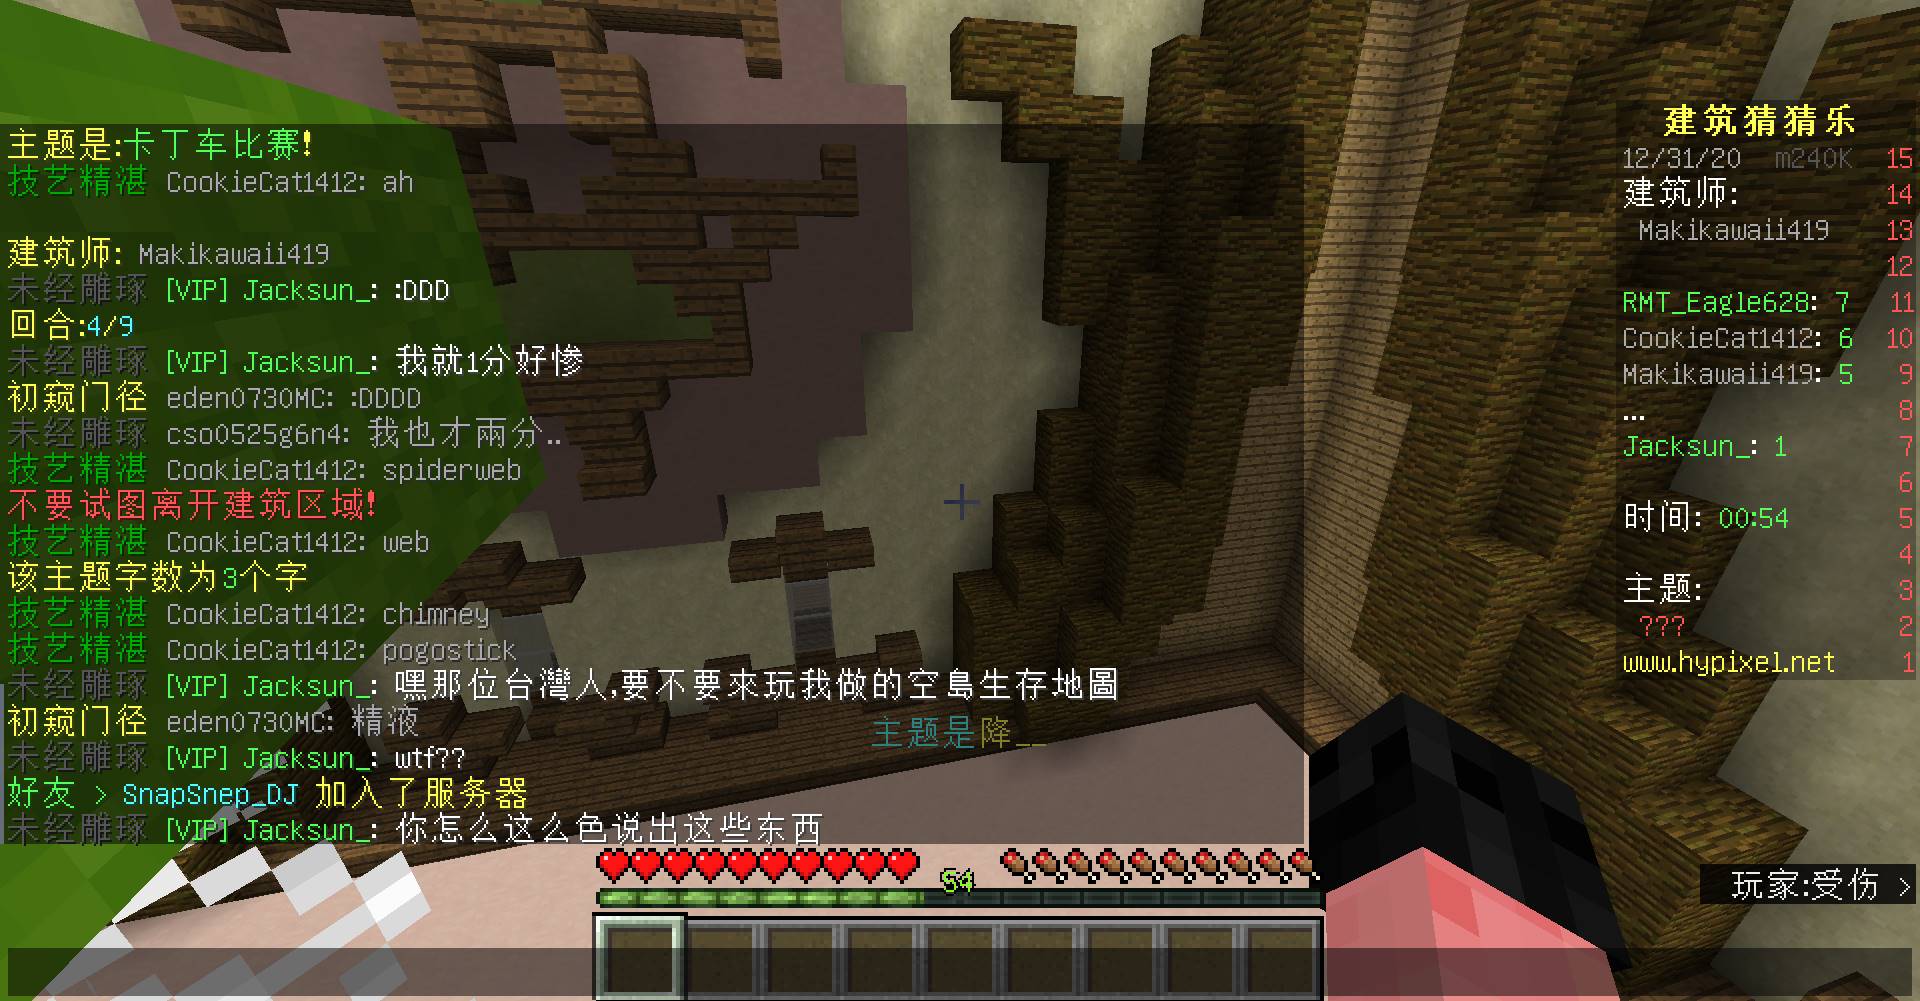 主题是:卡丁车比赛!
技艺精湛 CookieCat1412: ah
建筑师: Makikawaii419
未经雕琢 [VIP] Jacksun_: :DDD
回合:4/9
未经雕琢 [VIP] Jacksun_: 我就1分好惨
初窥门径 eden0730MC: :DDDD
未经雕琢 cso0525g6n4: 我也才兩分..
技艺精湛 CookieCat1412: spiderweb
不要试图离开建筑区域!
技艺精湛 CookieCat1412: web
该主题字数为3个字
技艺精湛 CookieCat1412: chimney
技艺精湛 CookieCat1412: pogostick
未经雕琢 [VIP] Jacksun_: 嘿那位台灣人,要不要來玩我做的空島生存地圖
初窥门径 eden0730MC: 精液
未经雕琢 [VIP] Jacksun_: wtf??
好友 > SnapSnep_DJ 加入了服务器
未经雕琢 [VIP] Jacksun_: 你怎么这么色说出这些东西
主题是降__
54
建筑猜猜乐
12/31/20 m240K 15
建筑师: 14
Makikawaii419 13
12
RMT_Eagle628: 7 11
CookieCat1412: 6 10
Makikawaii419: 5 9
... 8
Jacksun_: 1 7
6
时间: 00:54 5
4
主题: 3
??? 2
www.hypixel.net 1
玩家:受伤 >